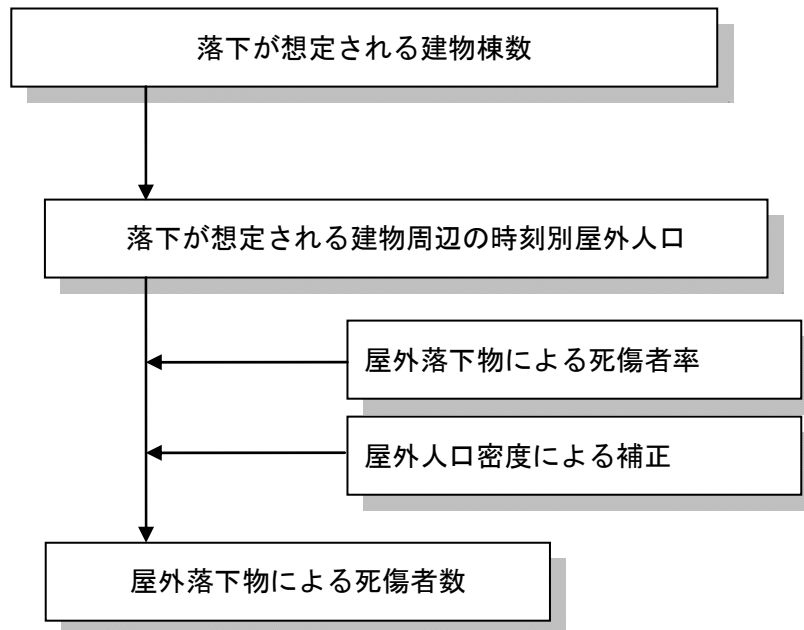 落下が想定される建物棟数
落下が想定される建物周辺の時刻別屋外人口
屋外落下物による死傷者率
屋外人口密度による補正
屋外落下物による死傷者数